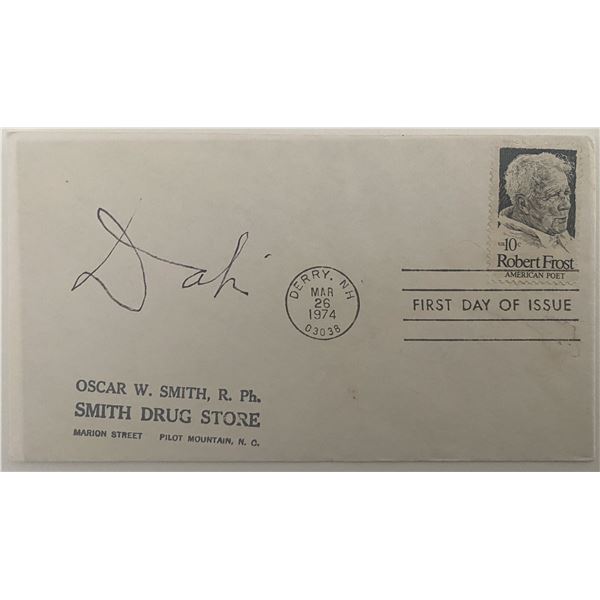 Dali
US 10c
Robert Frost
AMERICAN POET
DERRY, NH
MAR
26
1974
03038
FIRST DAY OF ISSUE
OSCAR W. SMITH, R. Ph.
SMITH DRUG STORE
MARION STREET PILOT MOUNTAIN, N. C.